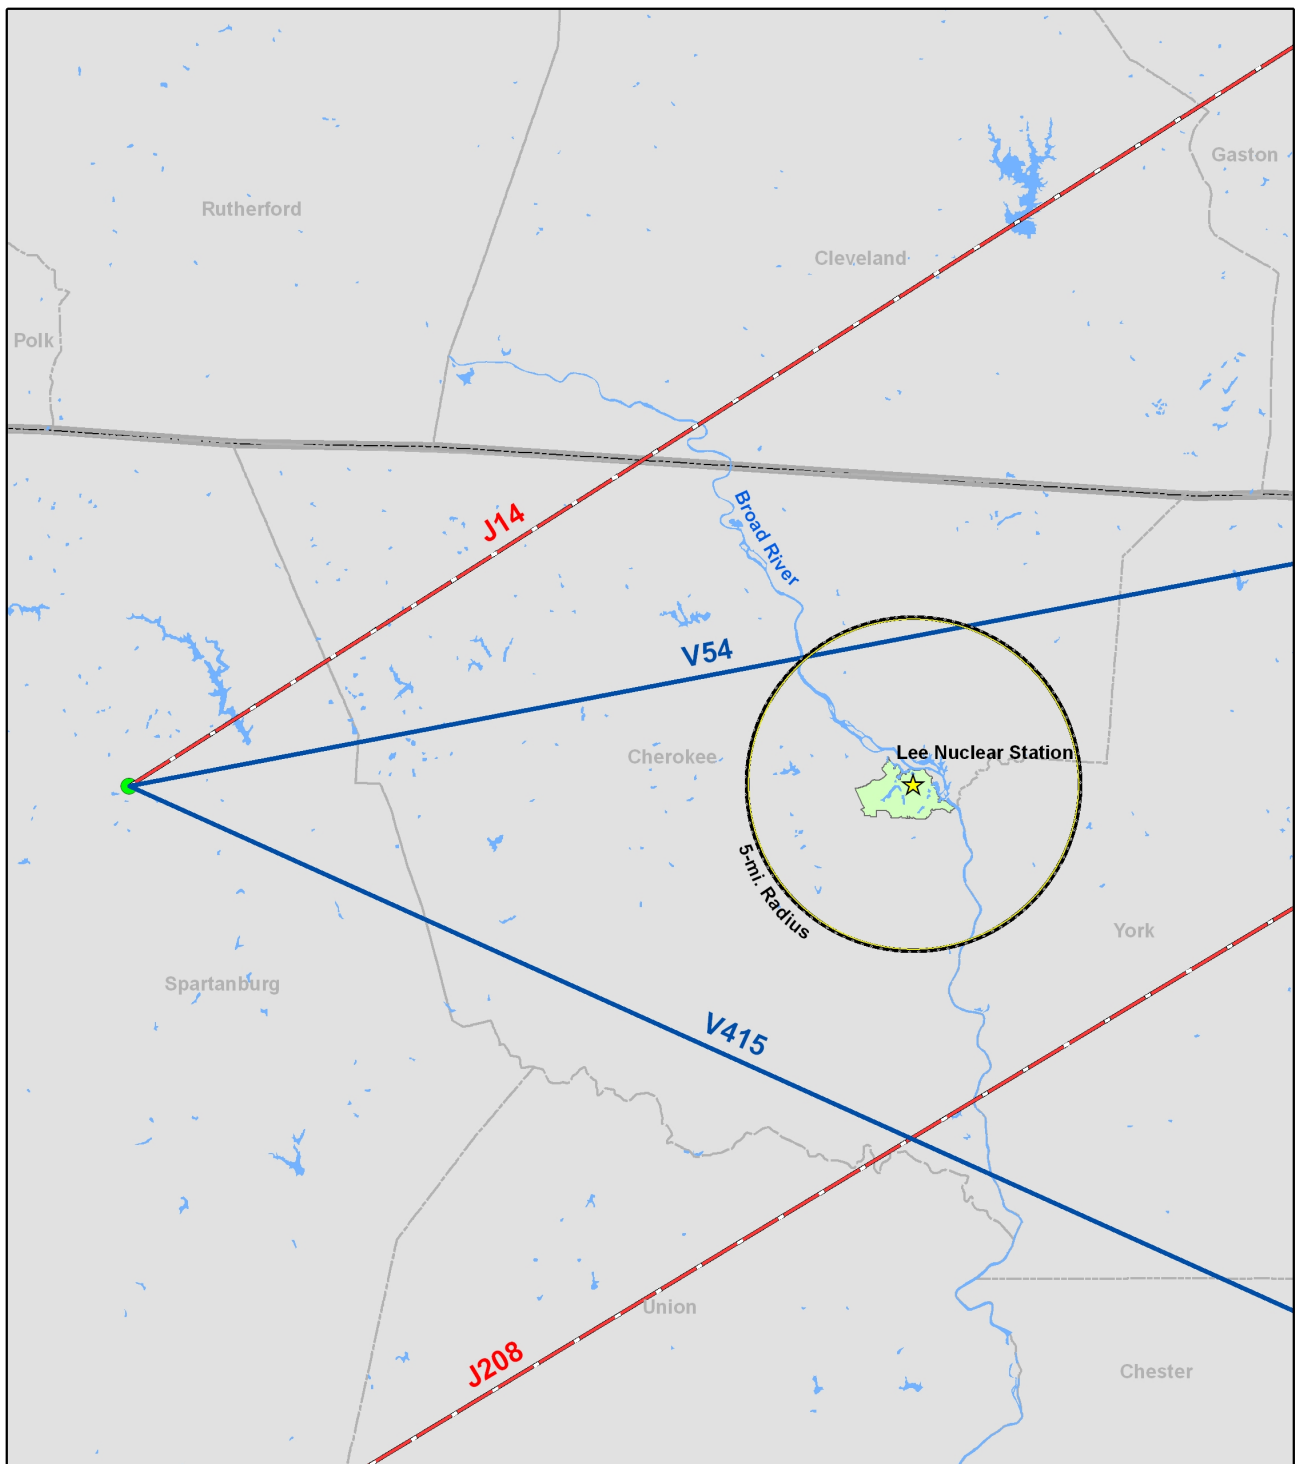 Gaston
Rutherford
Cleveland
Polk
J14
Broad River
V54
Lee Nuclear Station
Cherokee
5-mi. Radius
York
Spartanburg
V415
Union
J208
Chester